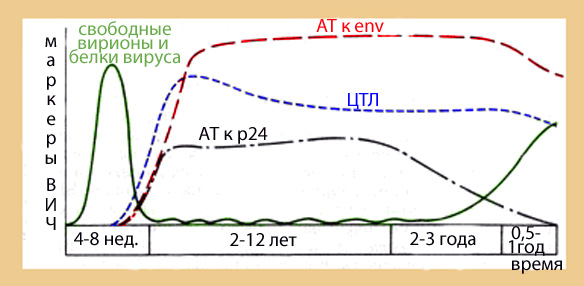 свободные
вирионы и
белки вируса
АТ к env
ЦТЛ
АТ к р24
маркеры ВИЧ
4-8 нед.
2-12 лет
2-3 года
0,5-
1год
время